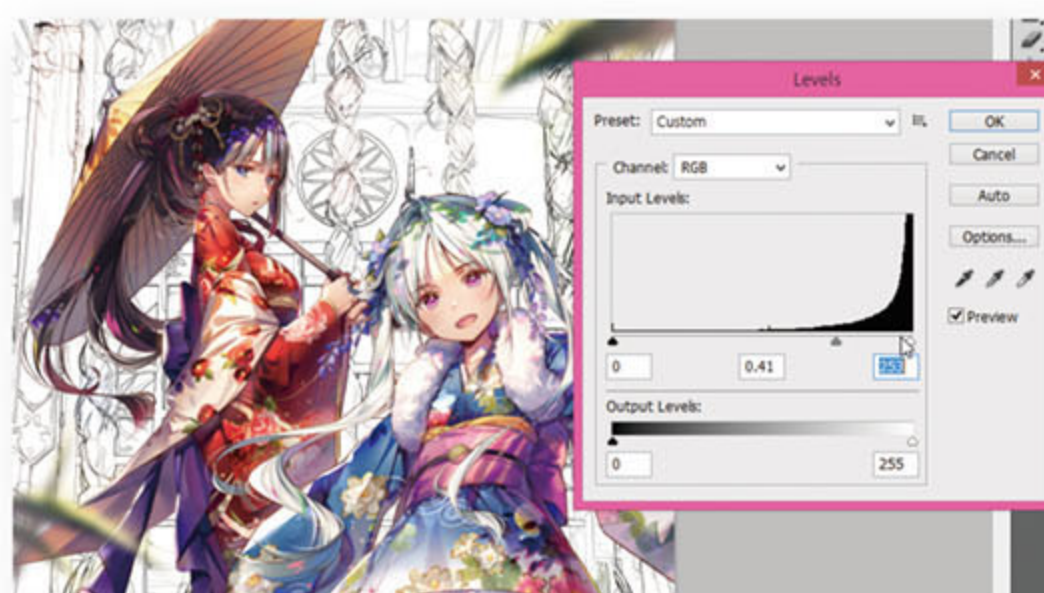 Levels
Preset: Custom
OK
Channel: RGB
Cancel
Input Levels:
Auto
Options...
Preview
0 0.41 253
Output Levels:
0 255